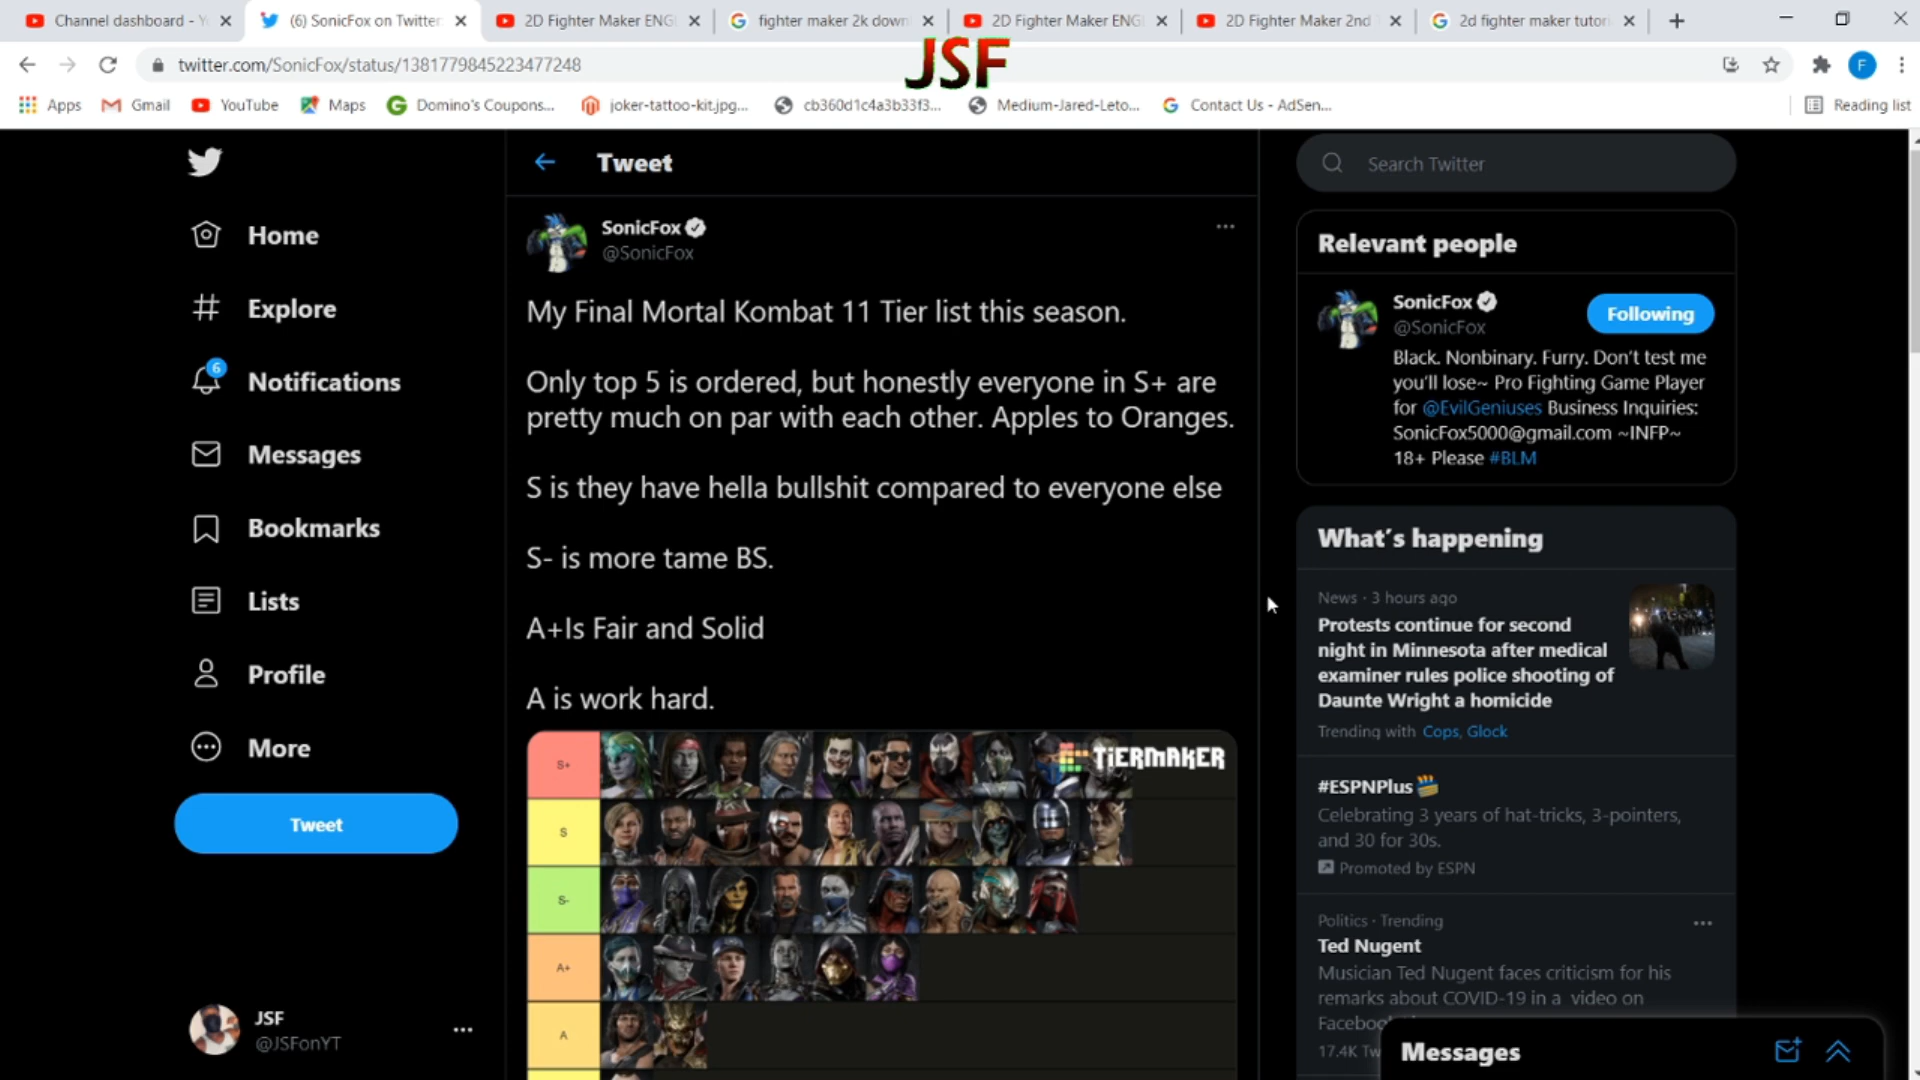 Channel dashboard - Y
(6) SonicFox on Twitter
2D Fighter Maker ENGL
fighter maker 2k downl
2D Fighter Maker ENGL
2D Fighter Maker 2nd
2d fighter maker tutori
JSF
twitter.com/SonicFox/status/1381779845223477248
F
Apps
Gmail
YouTube
Maps
Domino's Coupons...
joker-tattoo-kit.jpg...
cb360d1c4a3b33f3...
Medium-Jared-Leto...
Contact Us - AdSen...
Reading list
Home
Explore
6
Notifications
Messages
Bookmarks
Lists
Profile
More
Tweet
JSF
@JSFonYT
Tweet
SonicFox
@SonicFox
My Final Mortal Kombat 11 Tier list this season.
Only top 5 is ordered, but honestly everyone in S+ are
pretty much on par with each other. Apples to Oranges.
S is they have hella bullshit compared to everyone else
S- is more tame BS.
A+Is Fair and Solid
A is work hard.
S+
TiERMAKER
S
S-
A+
A
Search Twitter
Relevant people
SonicFox
@SonicFox
Following
Black. Nonbinary. Furry. Don't test me
you'll lose~ Pro Fighting Game Player
for @EvilGeniuses Business Inquiries:
SonicFox5000@gmail.com ~INFP~
18+ Please #BLM
What's happening
News · 3 hours ago
Protests continue for second
night in Minnesota after medical
examiner rules police shooting of
Daunte Wright a homicide
Trending with Cops, Glock
#ESPNPlus
Celebrating 3 years of hat-tricks, 3-pointers,
and 30 for 30s.
Promoted by ESPN
Politics · Trending
Ted Nugent
Musician Ted Nugent faces criticism for his
remarks about COVID-19 in a video on
Facebook
17.4K Tw
Messages